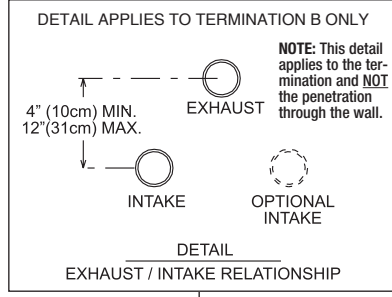 DETAIL APPLIES TO TERMINATION B ONLY
NOTE: This detail
applies to the ter-
mination and NOT
the penetration
through the wall.
EXHAUST
4" (10cm) MIN.
12"(31cm) MAX.
INTAKE
OPTIONAL
INTAKE
DETAIL
EXHAUST / INTAKE RELATIONSHIP